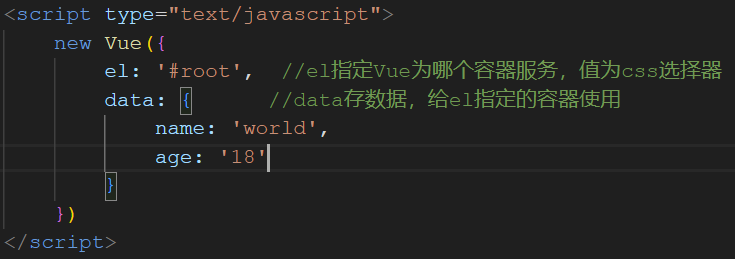 <script type="text/javascript">
new Vue({
el: '#root',  //el指定Vue为哪个容器服务，值为css选择器
data: {      //data存数据，给el指定的容器使用
name: 'world',
age: '18'
}
})
</script>